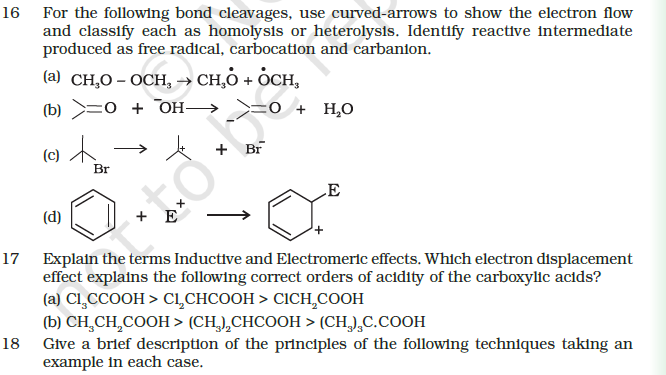 16 For the following bond cleavages, use curved-arrows to show the electron flow
and classify each as homolysis or heterolysis. Identify reactive intermediate
produced as free radical, carbocation and carbanion.
(a) CH₃O – OCH₃ → CH₃Ȯ + ȮCH₃
(b) =O + ⁻OH → =O + H₂O
–
(c) → + + Br⁻
Br
(d) + E⁺ → E
+
17 Explain the terms Inductive and Electromeric effects. Which electron displacement
effect explains the following correct orders of acidity of the carboxylic acids?
(a) Cl₃CCOOH > Cl₂CHCOOH > ClCH₂COOH
(b) CH₃CH₂COOH > (CH₃)₂CHCOOH > (CH₃)₃C.COOH
18 Give a brief description of the principles of the following techniques taking an
example in each case.
not to be re
© N